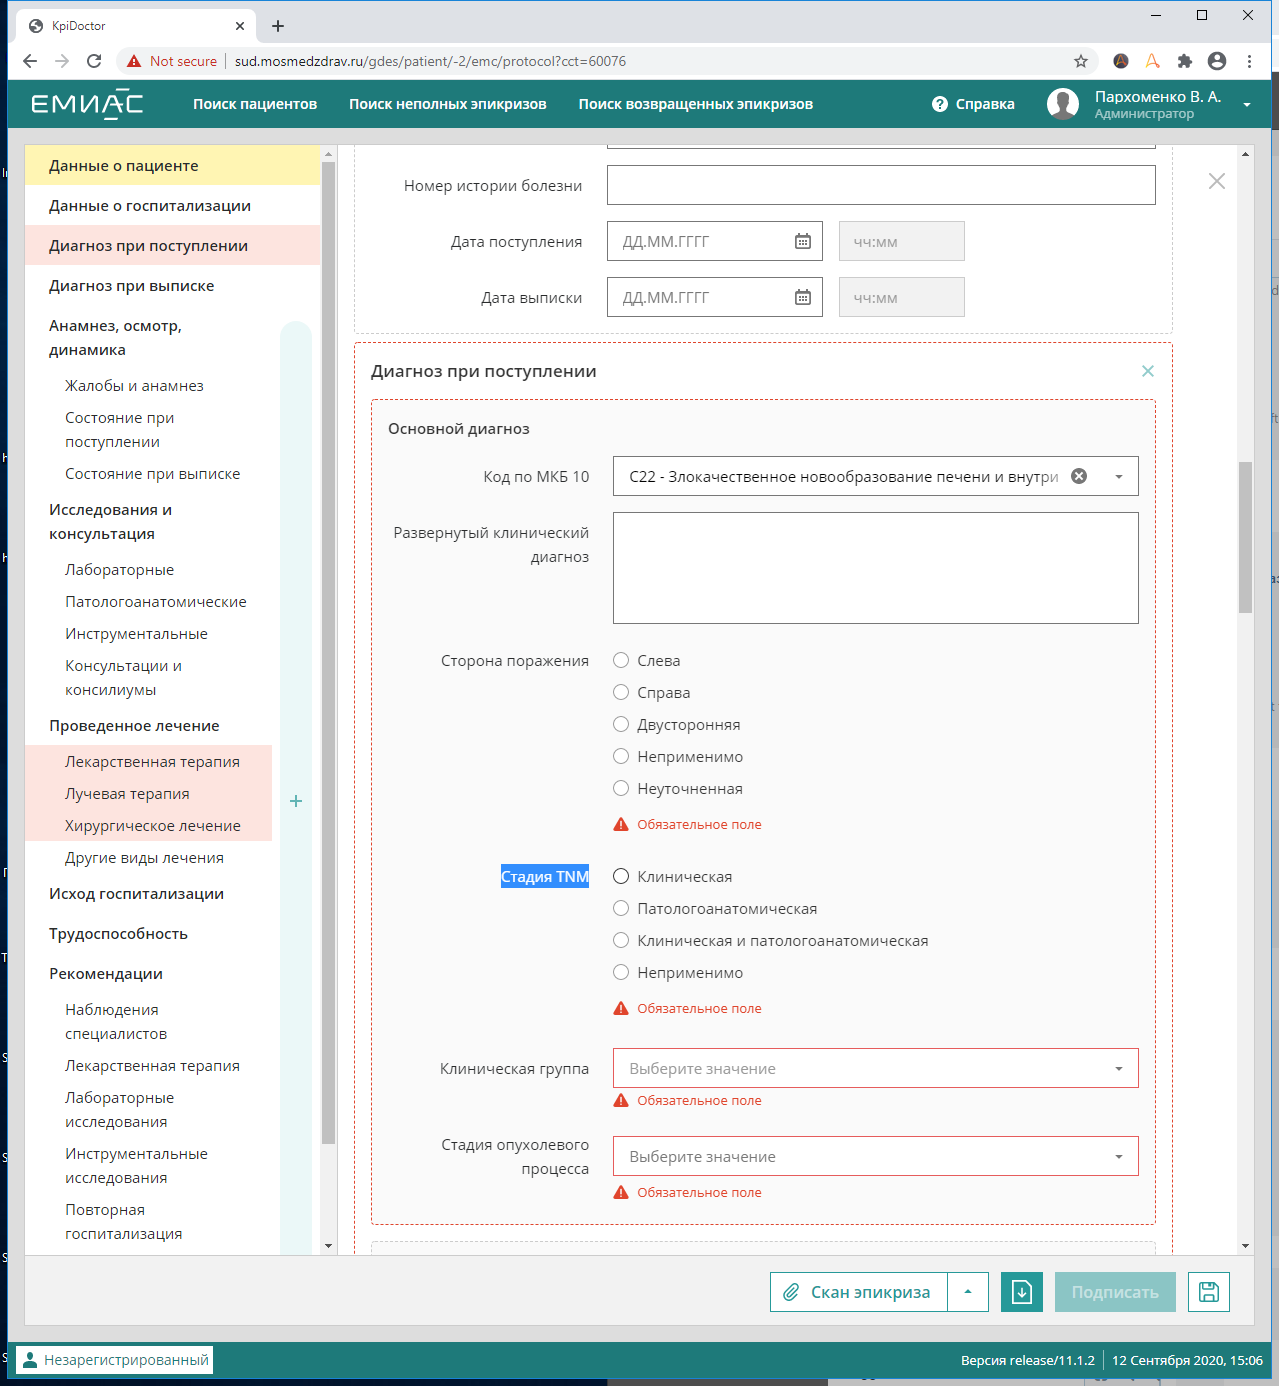 KpiDoctor
Not secure
sud.mosmedzdrav.ru/gdes/patient/-2/emc/protocol?cct=60076
ЕМИАС
Поиск пациентов
Поиск неполных эпикризов
Поиск возвращенных эпикризов
Справка
Пархоменко В. А.
Администратор
Данные о пациенте
Данные о госпитализации
Диагноз при поступлении
Диагноз при выписке
Анамнез, осмотр,
динамика
Жалобы и анамнез
Состояние при
поступлении
Состояние при выписке
Исследования и
консультация
Лабораторные
Патологоанатомические
Инструментальные
Консультации и
консилиумы
Проведенное лечение
Лекарственная терапия
Лучевая терапия
Хирургическое лечение
Другие виды лечения
Исход госпитализации
Трудоспособность
Рекомендации
Наблюдения
специалистов
Лекарственная терапия
Лабораторные
исследования
Инструментальные
исследования
Повторная
госпитализация
Номер истории болезни
Дата поступления
ДД.ММ.ГГГГ
чч:мм
Дата выписки
ДД.ММ.ГГГГ
чч:мм
Диагноз при поступлении
Основной диагноз
Код по МКБ 10
C22 - Злокачественное новообразование печени и внутри
Развернутый клинический
диагноз
Сторона поражения
Слева
Справа
Двусторонняя
Неприменимо
Неуточненная
Обязательное поле
Стадия TNM
Клиническая
Патологоанатомическая
Клиническая и патологоанатомическая
Неприменимо
Обязательное поле
Клиническая группа
Выберите значение
Обязательное поле
Стадия опухолевого
процесса
Выберите значение
Обязательное поле
Скан эпикриза
Подписать
Незарегистрированный
Версия release/11.1.2
12 Сентября 2020, 15:06